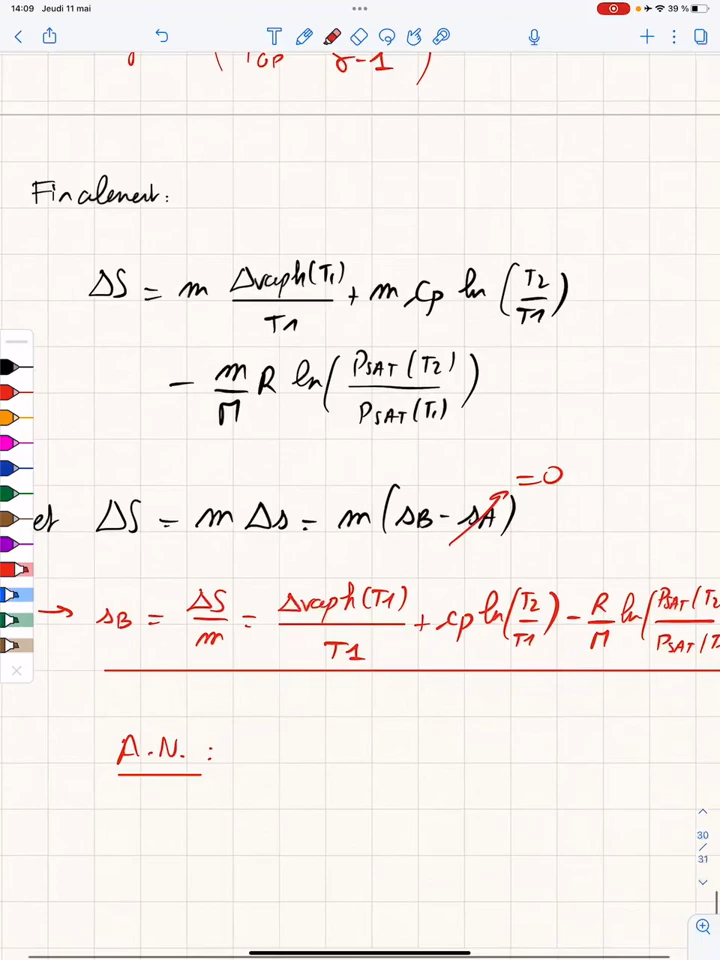 14:09 Jeudi 11 mai
39 %
γ-1
Finalement :
ΔS = m Δvaph(T1)/T1 + m cp ln(T2/T1)
- m/M R ln(PSAT(T2)/PSAT(T1))
=0
et ΔS = m Δs = m(sB - sA)
→ sB = ΔS/m = Δvaph(T1)/T1 + cp ln(T2/T1) - R/M ln(PSAT(T2/PSAT(T
A.N. :
30
/
31